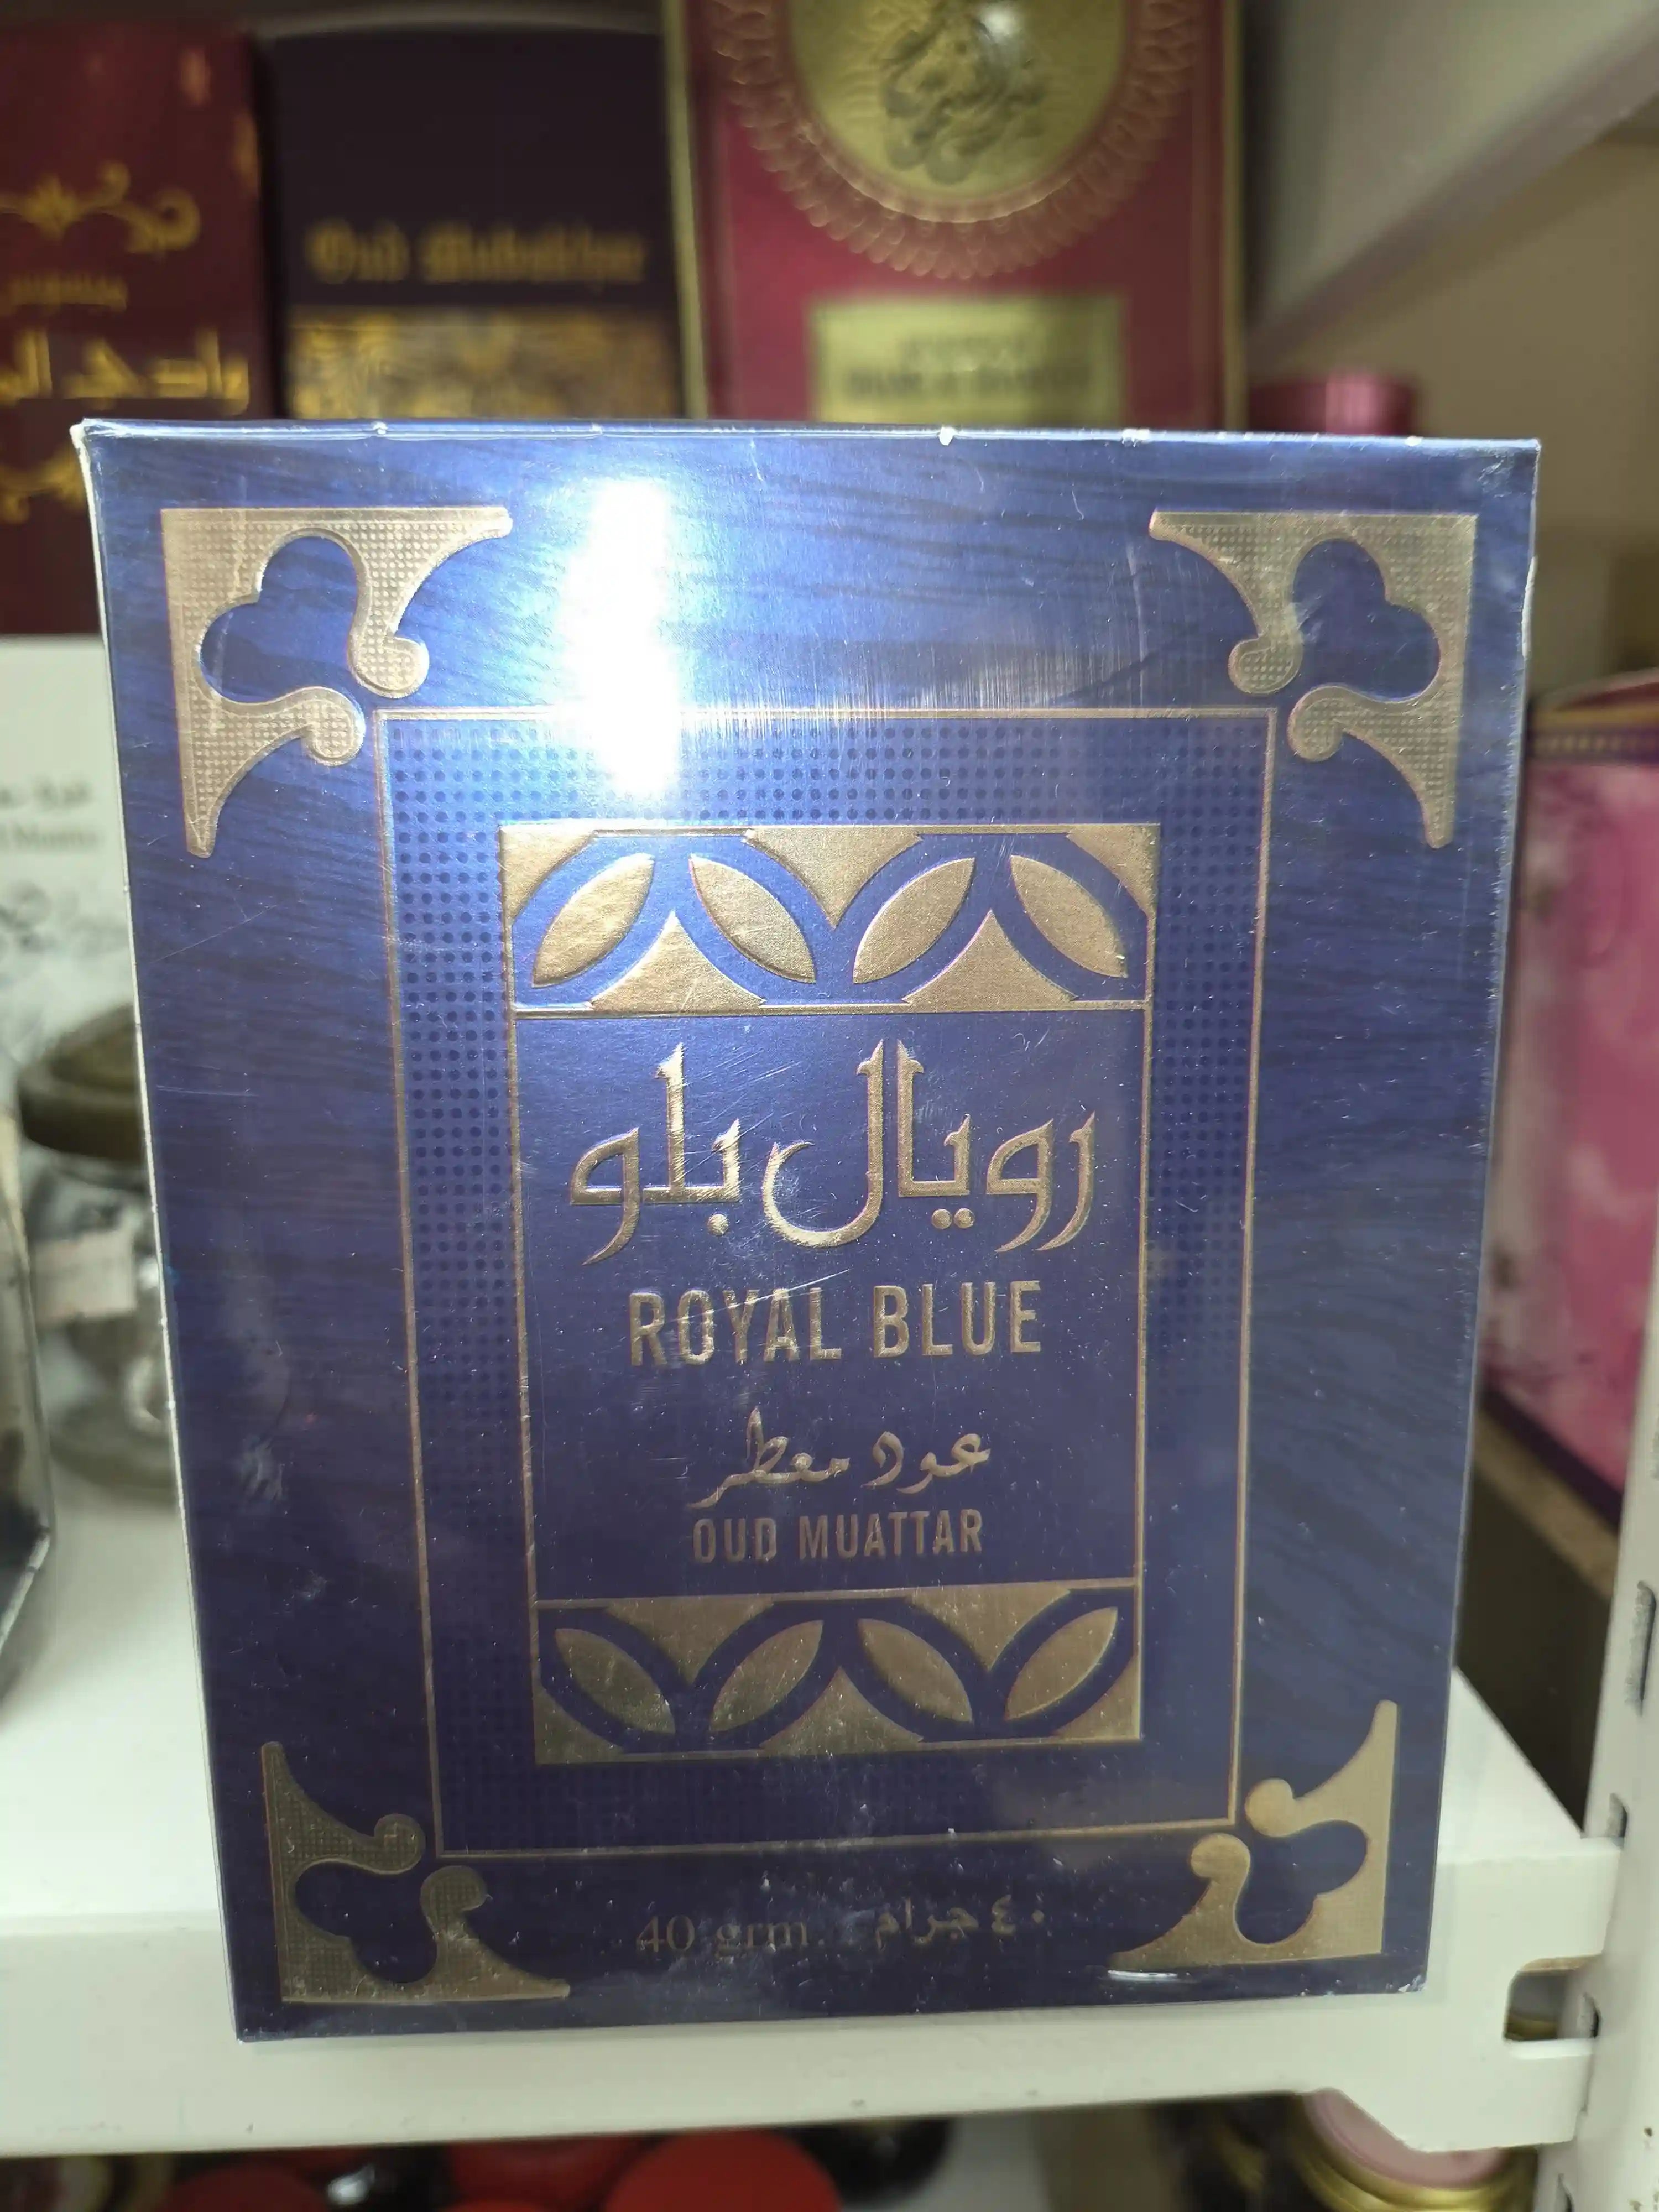 Oud Mubakhar
رويال بلو
ROYAL BLUE
عود معطر
OUD MUATTAR
40 grm. ٤٠ جرام